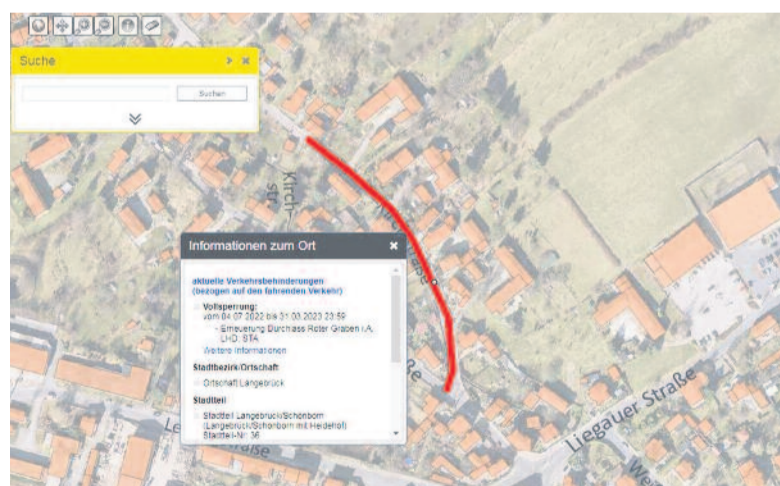 Suche
Suchen
Kirch-
str.
Informationen zum Ort
aktuelle Verkehrsbehinderungen
(bezogen auf den fahrenden Verkehr)
Vollsperrung:
vom 04.07.2022 bis 31.03.2023 23:59
- Erneuerung Durchlass Roter Graben i.A.
LHD, STA
Weitere Informationen
Stadtbezirk/Ortschaft
Ortschaft Langebrück
Stadtteil
Stadtteil Langebrück/Schönborn
(Langebrück/Schönborn mit Heidehof)
Stadtteil-Nr. 36
Liegauer Straße